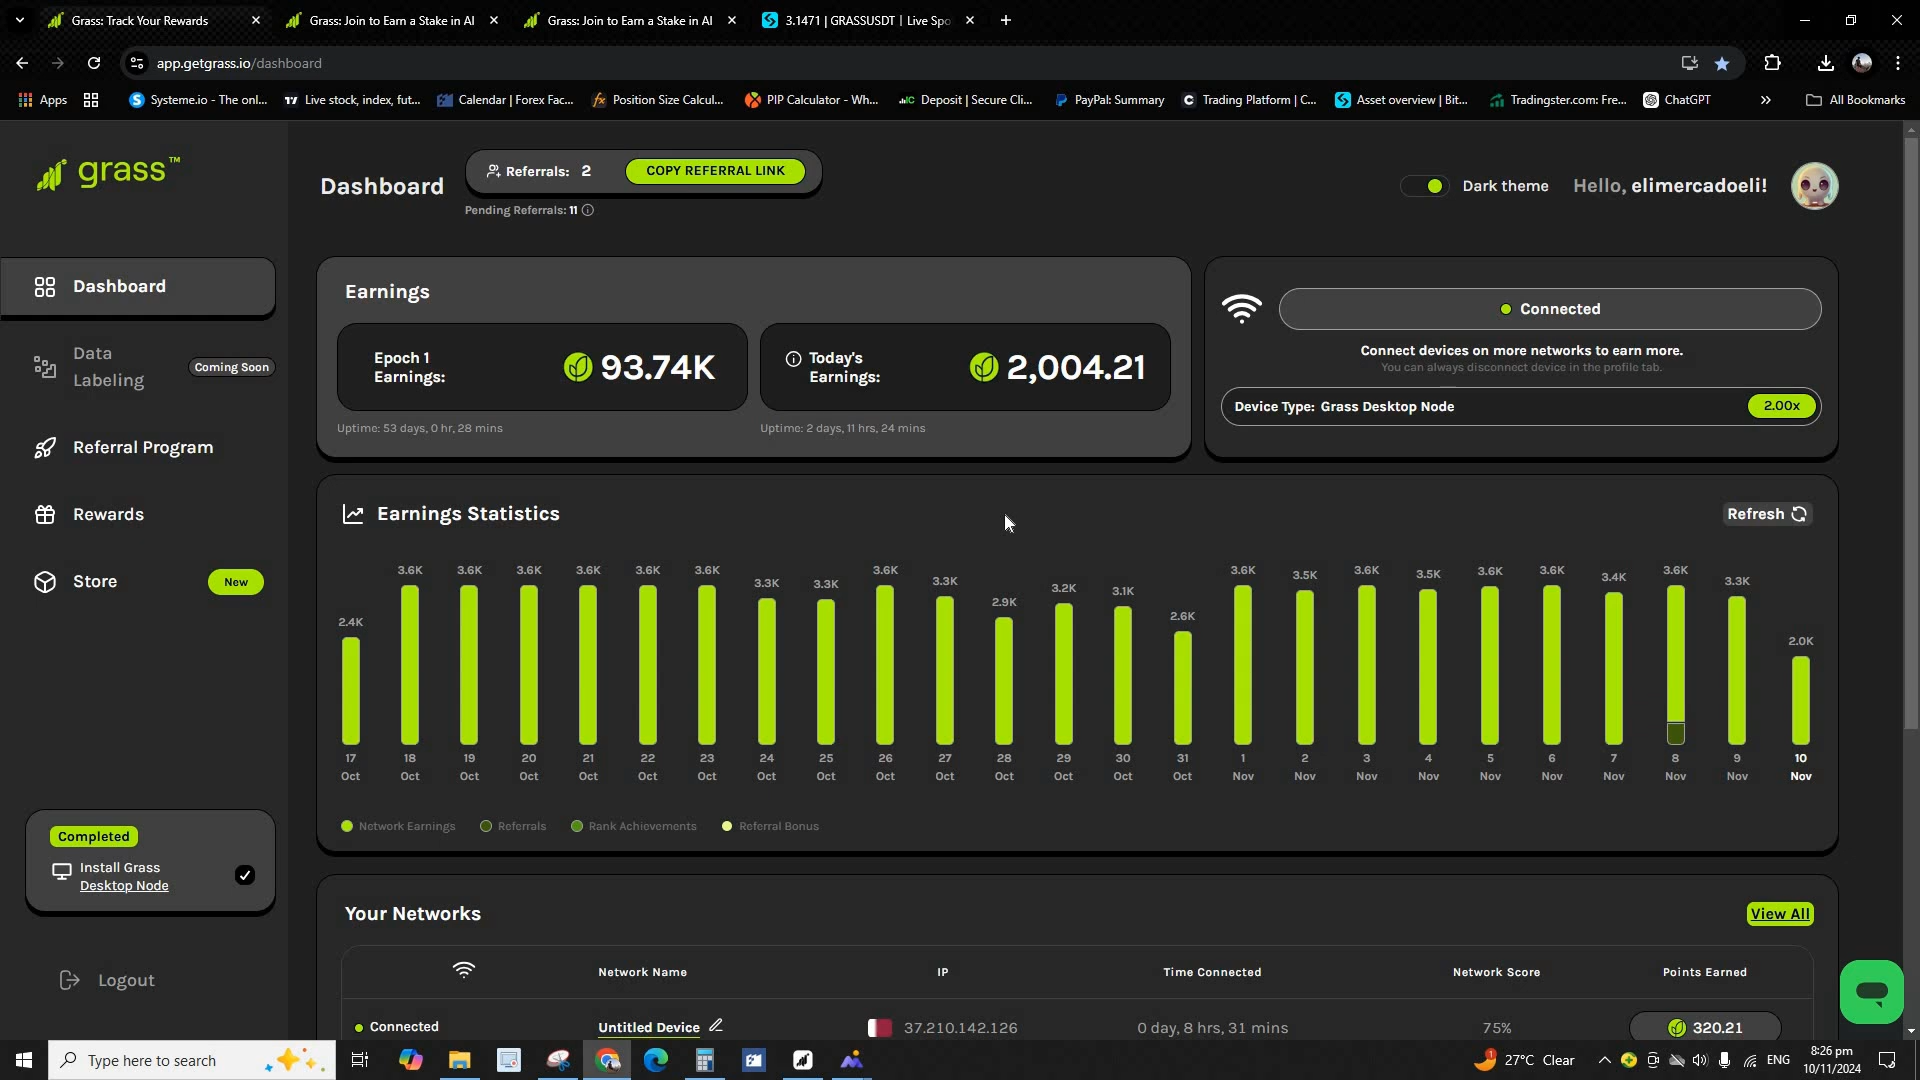 Grass: Track Your Rewards
Grass: Join to Earn a Stake in AI
Grass: Join to Earn a Stake in AI
3.1471 | GRASSUSDT | Live Spo
app.getgrass.io/dashboard
Apps
Systeme.io - The onl...
Live stock, index, fut...
Calendar | Forex Fac...
Position Size Calcul...
PIP Calculator - Wh...
Deposit | Secure Cli...
PayPal: Summary
Trading Platform | C...
Asset overview | Bit...
Tradingster.com: Fre...
ChatGPT
All Bookmarks
grass™
Dashboard
Referrals: 2
COPY REFERRAL LINK
Pending Referrals: 11
Dark theme
Hello, elimercadoeli!
Dashboard
Data Labeling
Coming Soon
Referral Program
Rewards
Store
New
Completed
Install Grass
Desktop Node
Logout
Earnings
Epoch 1 Earnings:
93.74K
Uptime: 53 days, 0 hr, 28 mins
Today's Earnings:
2,004.21
Uptime: 2 days, 11 hrs, 24 mins
Connected
Connect devices on more networks to earn more.
You can always disconnect device in the profile tab.
Device Type: Grass Desktop Node
2.00x
Earnings Statistics
Refresh
2.4K 3.6K 3.6K 3.6K 3.6K 3.6K 3.6K 3.3K 3.3K 3.6K 3.3K 2.9K 3.2K 3.1K 2.6K 3.6K 3.5K 3.6K 3.5K 3.6K 3.6K 3.4K 3.6K 3.3K 2.0K
17 18 19 20 21 22 23 24 25 26 27 28 29 30 31 1 2 3 4 5 6 7 8 9 10
Oct Oct Oct Oct Oct Oct Oct Oct Oct Oct Oct Oct Oct Oct Oct Nov Nov Nov Nov Nov Nov Nov Nov Nov Nov
Network Earnings Referrals Rank Achievements Referral Bonus
Your Networks
View All
Network Name IP Time Connected Network Score Points Earned
Connected Untitled Device 37.210.142.126 0 day, 8 hrs, 31 mins 75% 320.21
Type here to search
1
27°C Clear
ENG
8:26 pm
10/11/2024